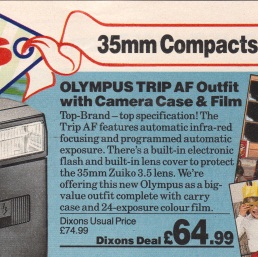 35mm Compacts
OLYMPUS TRIP AF Outfit
with Camera Case & Film
Top-Brand – top specification! The
Trip AF features automatic infra-red
focusing and programmed automatic
exposure. There's a built-in electronic
flash and built-in lens cover to protect
the 35mm Zuiko 3.5 lens. We're
offering this new Olympus as a big-
value outfit complete with carry
case and 24-exposure colour film.
Dixons Usual Price
£74.99
Dixons Deal £64.99